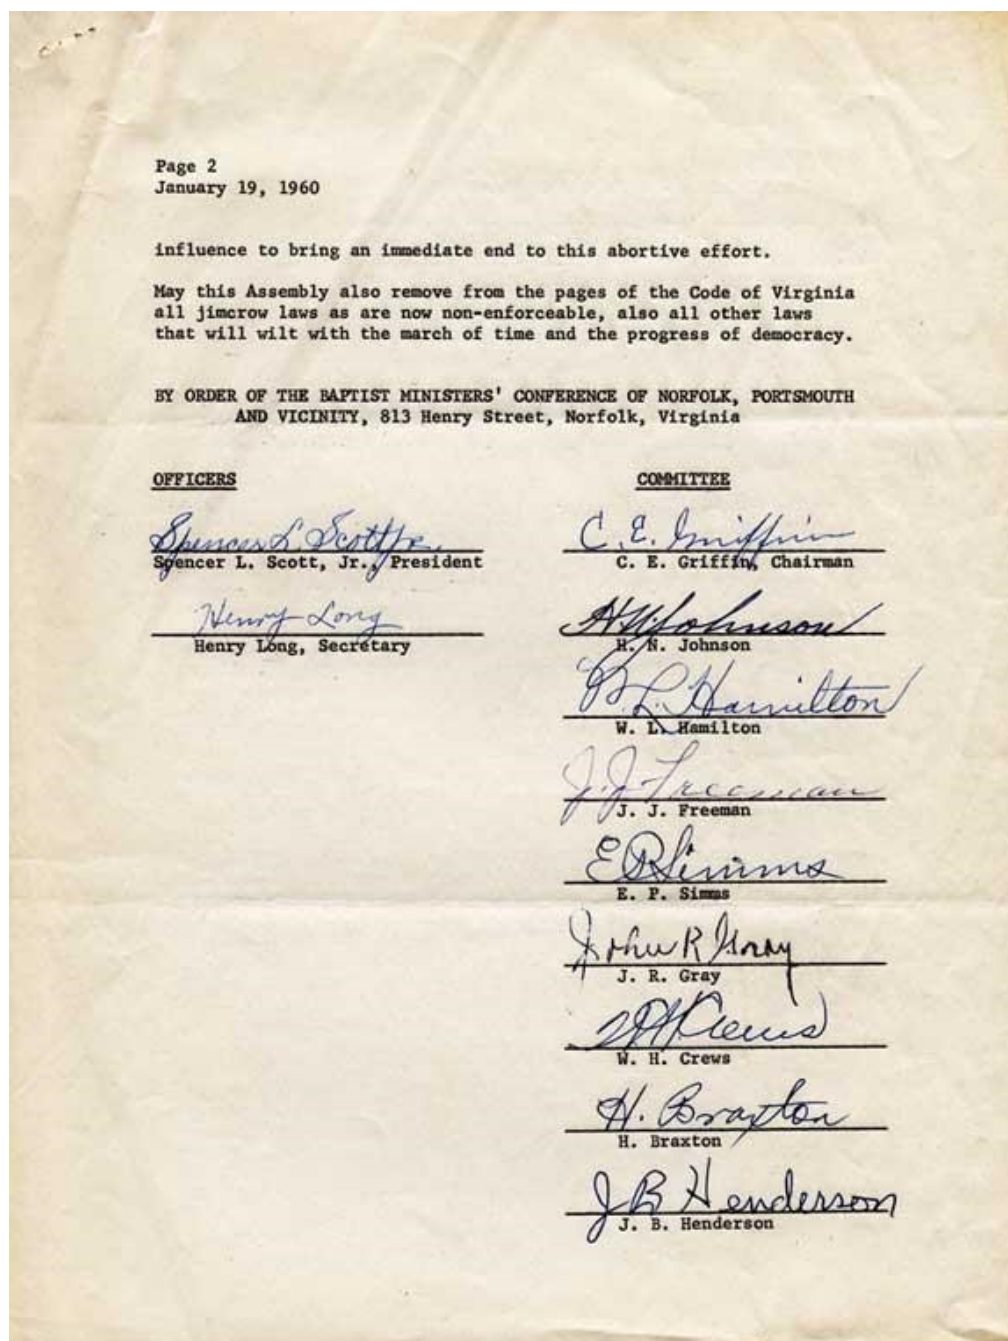 Page 2
January 19, 1960
influence to bring an immediate end to this abortive effort.
May this Assembly also remove from the pages of the Code of Virginia
all jimcrow laws as are now non-enforceable, also all other laws
that will wilt with the march of time and the progress of democracy.
BY ORDER OF THE BAPTIST MINISTERS' CONFERENCE OF NORFOLK, PORTSMOUTH
AND VICINITY, 813 Henry Street, Norfolk, Virginia
OFFICERS
Spencer L. Scott Jr.
Spencer L. Scott, Jr., President
Henry Long
Henry Long, Secretary
COMMITTEE
C. E. Griffin
C. E. Griffin, Chairman
H. N. Johnson
H. N. Johnson
W. L. Hamilton
W. L. Hamilton
J. J. Freeman
J. J. Freeman
E P Simms
E. P. Simms
John R Gray
J. R. Gray
W H Crews
W. H. Crews
H. Braxton
H. Braxton
J B Henderson
J. B. Henderson